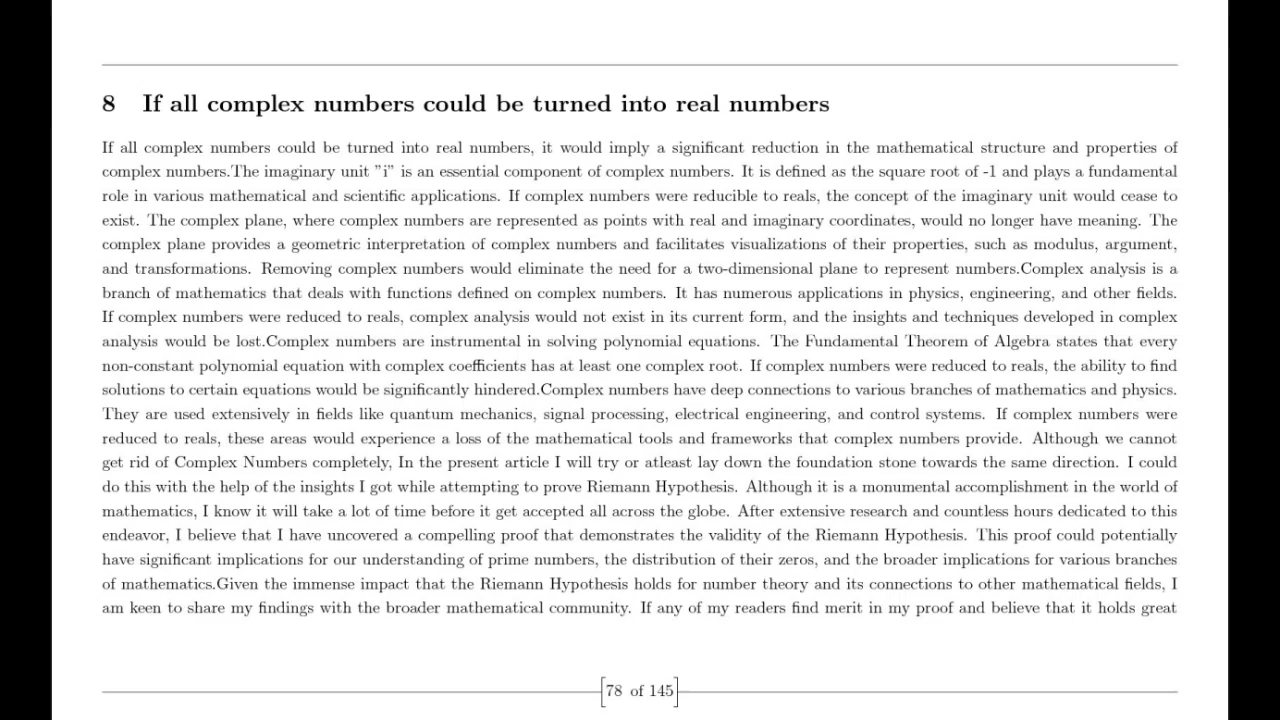 8 If all complex numbers could be turned into real numbers
If all complex numbers could be turned into real numbers, it would imply a significant reduction in the mathematical structure and properties of
complex numbers.The imaginary unit ”i” is an essential component of complex numbers. It is defined as the square root of -1 and plays a fundamental
role in various mathematical and scientific applications. If complex numbers were reducible to reals, the concept of the imaginary unit would cease to
exist. The complex plane, where complex numbers are represented as points with real and imaginary coordinates, would no longer have meaning. The
complex plane provides a geometric interpretation of complex numbers and facilitates visualizations of their properties, such as modulus, argument,
and transformations. Removing complex numbers would eliminate the need for a two-dimensional plane to represent numbers.Complex analysis is a
branch of mathematics that deals with functions defined on complex numbers. It has numerous applications in physics, engineering, and other fields.
If complex numbers were reduced to reals, complex analysis would not exist in its current form, and the insights and techniques developed in complex
analysis would be lost.Complex numbers are instrumental in solving polynomial equations. The Fundamental Theorem of Algebra states that every
non-constant polynomial equation with complex coefficients has at least one complex root. If complex numbers were reduced to reals, the ability to find
solutions to certain equations would be significantly hindered.Complex numbers have deep connections to various branches of mathematics and physics.
They are used extensively in fields like quantum mechanics, signal processing, electrical engineering, and control systems. If complex numbers were
reduced to reals, these areas would experience a loss of the mathematical tools and frameworks that complex numbers provide. Although we cannot
get rid of Complex Numbers completely, In the present article I will try or atleast lay down the foundation stone towards the same direction. I could
do this with the help of the insights I got while attempting to prove Riemann Hypothesis. Although it is a monumental accomplishment in the world of
mathematics, I know it will take a lot of time before it get accepted all across the globe. After extensive research and countless hours dedicated to this
endeavor, I believe that I have uncovered a compelling proof that demonstrates the validity of the Riemann Hypothesis. This proof could potentially
have significant implications for our understanding of prime numbers, the distribution of their zeros, and the broader implications for various branches
of mathematics.Given the immense impact that the Riemann Hypothesis holds for number theory and its connections to other mathematical fields, I
am keen to share my findings with the broader mathematical community. If any of my readers find merit in my proof and believe that it holds great
[78 of 145]